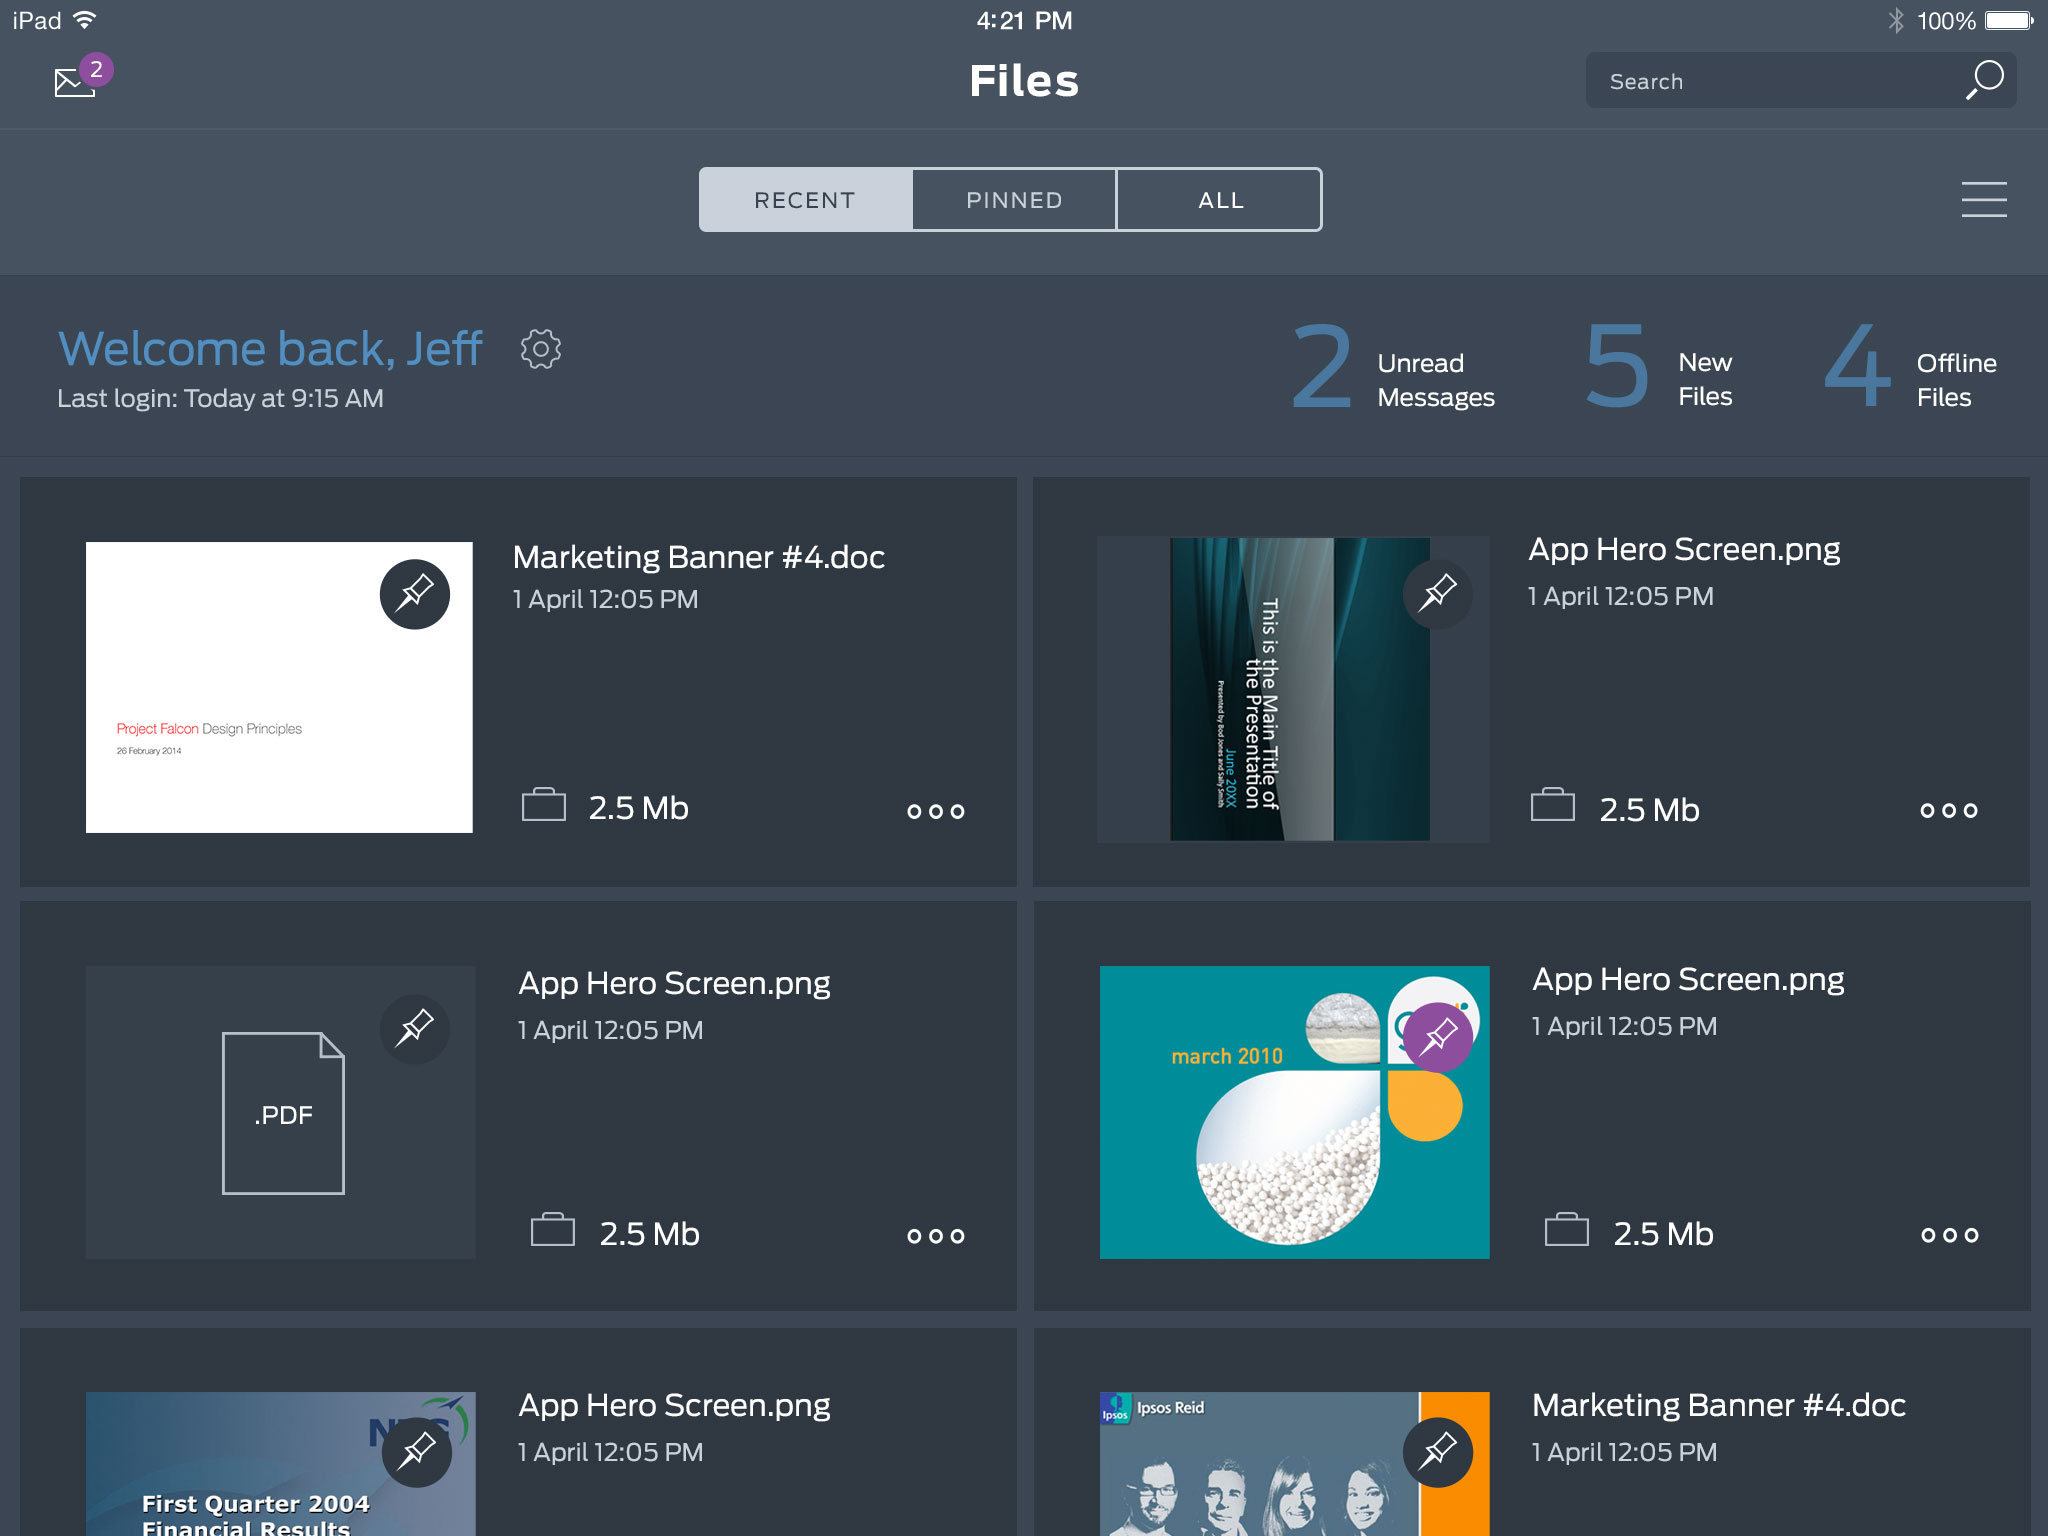 iPad
4:21 PM
100%
2
Files
Search
RECENT
PINNED
ALL
Welcome back, Jeff
Last login: Today at 9:15 AM
2
Unread
Messages
5
New
Files
4
Offline
Files
Marketing Banner #4.doc
1 April 12:05 PM
Project Falcon Design Principles
26 February 2014
2.5 Mb
App Hero Screen.png
1 April 12:05 PM
This is the Main Title of
the Presentation
June 20XX
Presented by Bod Jones and Sally Smith
2.5 Mb
App Hero Screen.png
1 April 12:05 PM
.PDF
2.5 Mb
App Hero Screen.png
1 April 12:05 PM
march 2010
2.5 Mb
App Hero Screen.png
1 April 12:05 PM
First Quarter 2004
Financial Results
Marketing Banner #4.doc
1 April 12:05 PM
Ipsos
Ipsos Reid